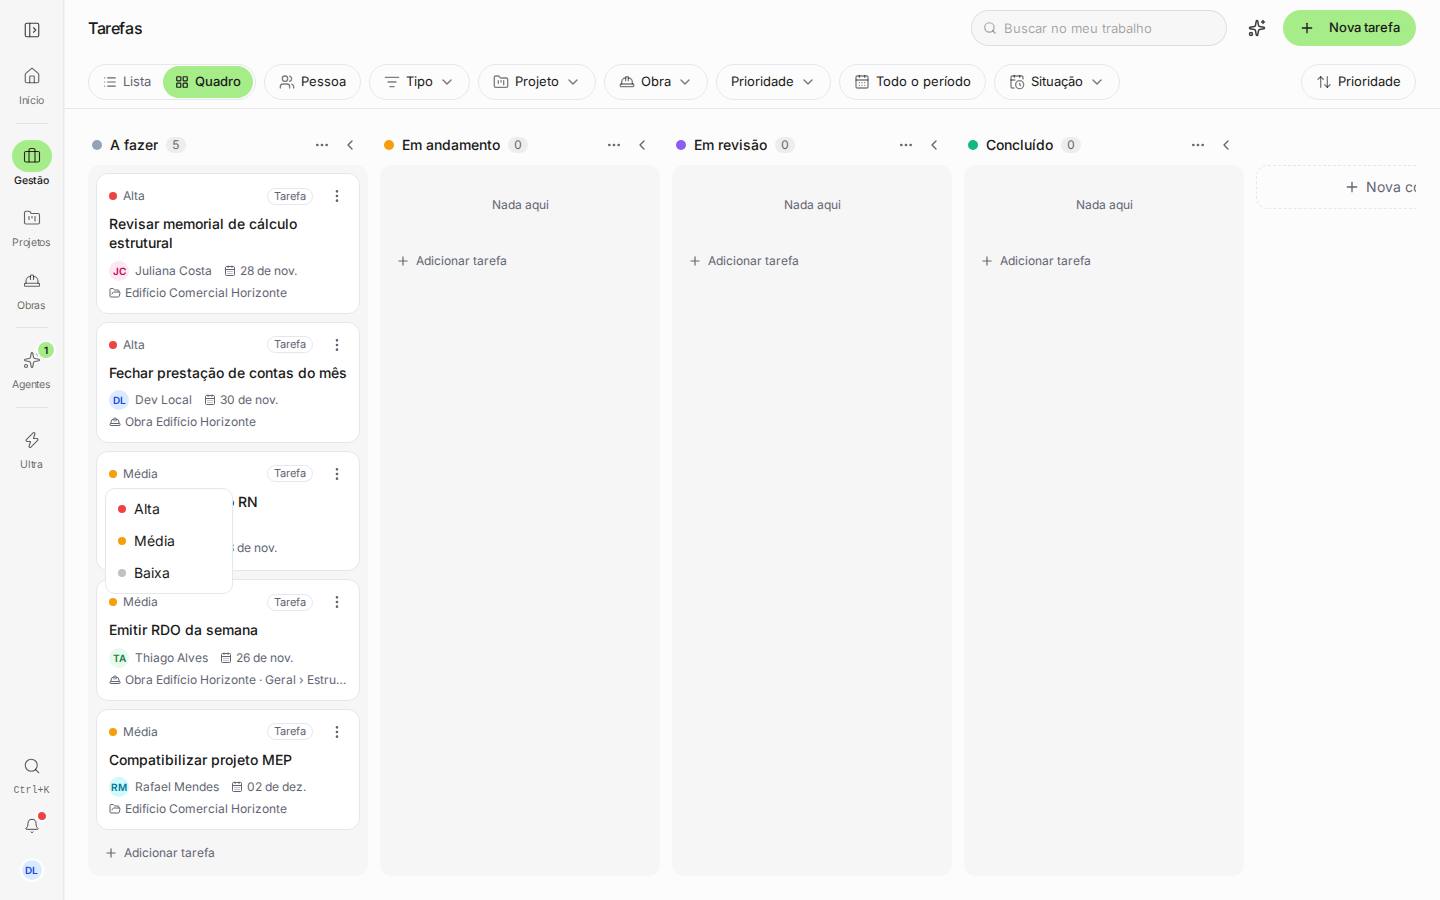 Tarefas
Buscar no meu trabalho
Nova tarefa
Lista
Quadro
Pessoa
Tipo
Projeto
Obra
Prioridade
Todo o período
Situação
Prioridade
Início
Gestão
Projetos
Obras
1
Agentes
Ultra
Ctrl+K
DL
A fazer 5
Alta
Tarefa
Revisar memorial de cálculo
estrutural
JC Juliana Costa 28 de nov.
Edifício Comercial Horizonte
Alta
Tarefa
Fechar prestação de contas do mês
DL Dev Local 30 de nov.
Obra Edifício Horizonte
Média
Tarefa
RN
de nov.
Alta
Média
Baixa
Média
Tarefa
Emitir RDO da semana
TA Thiago Alves 26 de nov.
Obra Edifício Horizonte · Geral › Estru...
Média
Tarefa
Compatibilizar projeto MEP
RM Rafael Mendes 02 de dez.
Edifício Comercial Horizonte
Adicionar tarefa
Em andamento 0
Nada aqui
Adicionar tarefa
Em revisão 0
Nada aqui
Adicionar tarefa
Concluído 0
Nada aqui
Adicionar tarefa
Nova co